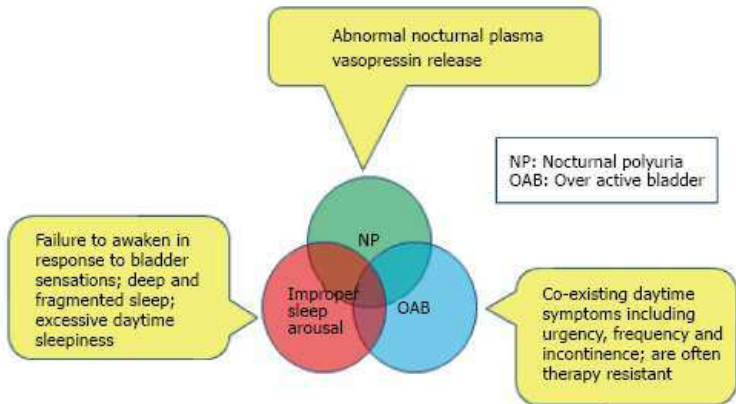 Abnormal nocturnal plasma
vasopressin release
NP: Nocturnal polyuria
OAB: Over active bladder
NP
Failure to awaken in
response to bladder
sensations; deep and
fragmented sleep;
excessive daytime
sleepiness
Improper
sleep
arousal
OAB
Co-existing daytime
symptoms including
urgency, frequency and
incontinence; are often
therapy resistant